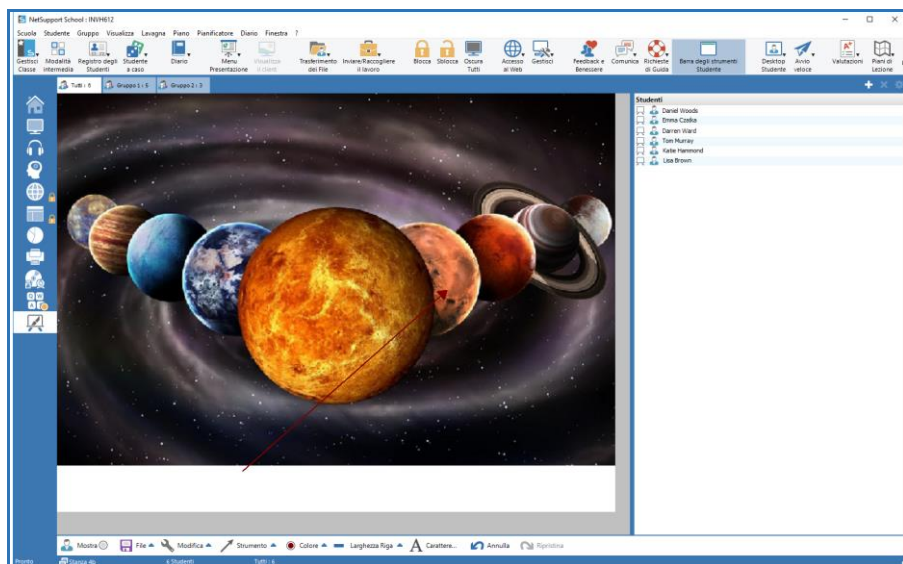 NetSupport School : INVH612
Scuola Studente Gruppo Visualizza Lavagna Piano Pianificatore Diario Finestra ?
Gestisci Classe
Modalità intermedia
Registro degli Studenti
Studente a caso
Diario
Menu Presentazione
Visualizza il client
Trasferimento dei File
Inviare/Raccogliere il lavoro
Blocca
Sblocca
Oscura Tutti
Accesso al Web
Gestisci
Feedback e Benessere
Comunica
Richieste di Guida
Barra degli strumenti Studente
Desktop Studente
Avvio veloce
Valutazioni
Piani di Lezione
Tutti : 6
Gruppo 1 : 5
Gruppo 2 : 3
Studenti
Daniel Woods
Emma Czaika
Darren Ward
Tom Murray
Katie Hammond
Lisa Brown
Mostra File Modifica Strumento Colore Larghezza Riga Carattere... Annulla Ripristina
Pronto Stanza 4b 6 Studenti Tutti : 6